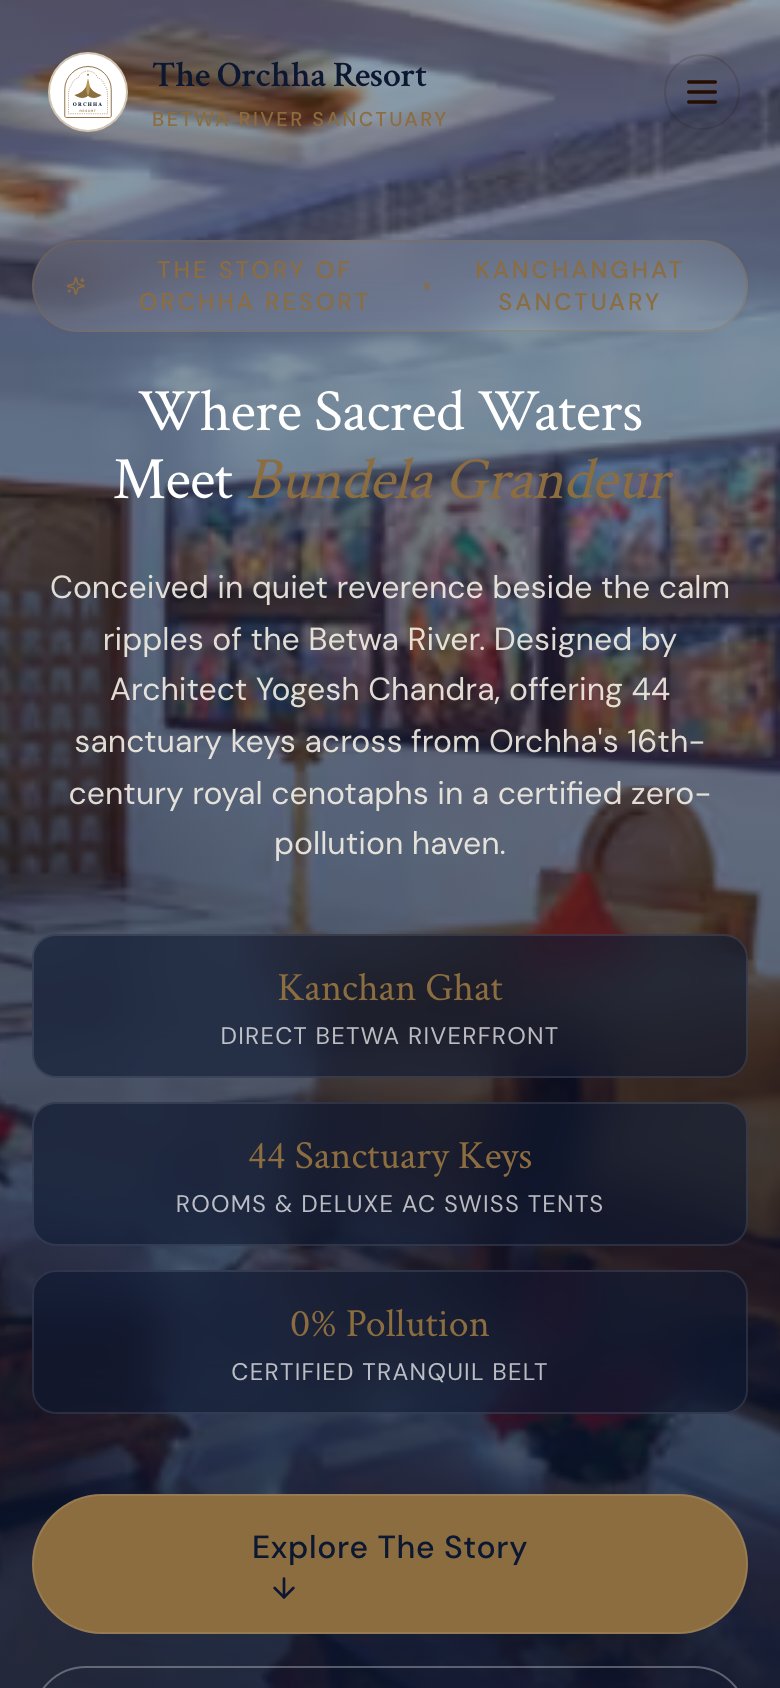 ORCHHA
RESORT
The Orchha Resort
BETWA RIVER SANCTUARY
THE STORY OF
ORCHHA RESORT
•
KANCHANGHAT
SANCTUARY
Where Sacred Waters
Meet Bundela Grandeur
Conceived in quiet reverence beside the calm
ripples of the Betwa River. Designed by
Architect Yogesh Chandra, offering 44
sanctuary keys across from Orchha's 16th-
century royal cenotaphs in a certified zero-
pollution haven.
Kanchan Ghat
DIRECT BETWA RIVERFRONT
44 Sanctuary Keys
ROOMS & DELUXE AC SWISS TENTS
0% Pollution
CERTIFIED TRANQUIL BELT
Explore The Story
↓